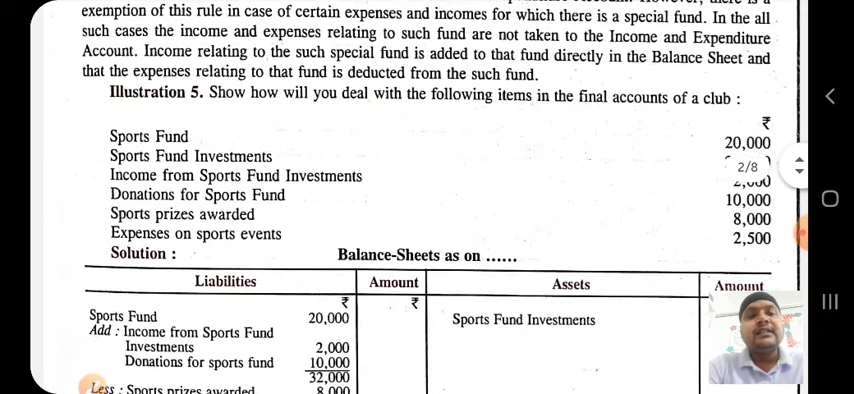 exemption of this rule in case of certain expenses and incomes for which there is a special fund. In the all
such cases the income and expenses relating to such fund are not taken to the Income and Expenditure
Account. Income relating to the such special fund is added to that fund directly in the Balance Sheet and
that the expenses relating to that fund is deducted from the such fund.
Illustration 5. Show how will you deal with the following items in the final accounts of a club :
₹
Sports Fund 20,000
Sports Fund Investments
2/8
Income from Sports Fund Investments 2,000
Donations for Sports Fund 10,000
Sports prizes awarded 8,000
Expenses on sports events 2,500
Solution : Balance-Sheets as on ......
Liabilities Amount Assets Amount
₹ ₹
Sports Fund 20,000 Sports Fund Investments
Add : Income from Sports Fund
Investments 2,000
Donations for sports fund 10,000
32,000
Less : Sports prizes awarded 8,000